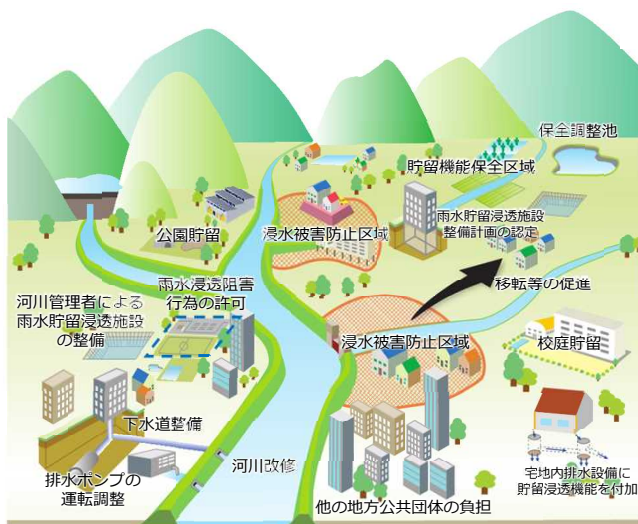 保全調整池
貯留機能保全区域
雨水貯留浸透施設
整備計画の認定
公園貯留
浸水被害防止区域
移転等の促進
雨水浸透阻害
行為の許可
河川管理者による
雨水貯留浸透施設
の整備
浸水被害防止区域
校庭貯留
下水道整備
排水ポンプの
運転調整
河川改修
他の地方公共団体の負担
宅地内排水設備に
貯留浸透機能を付加